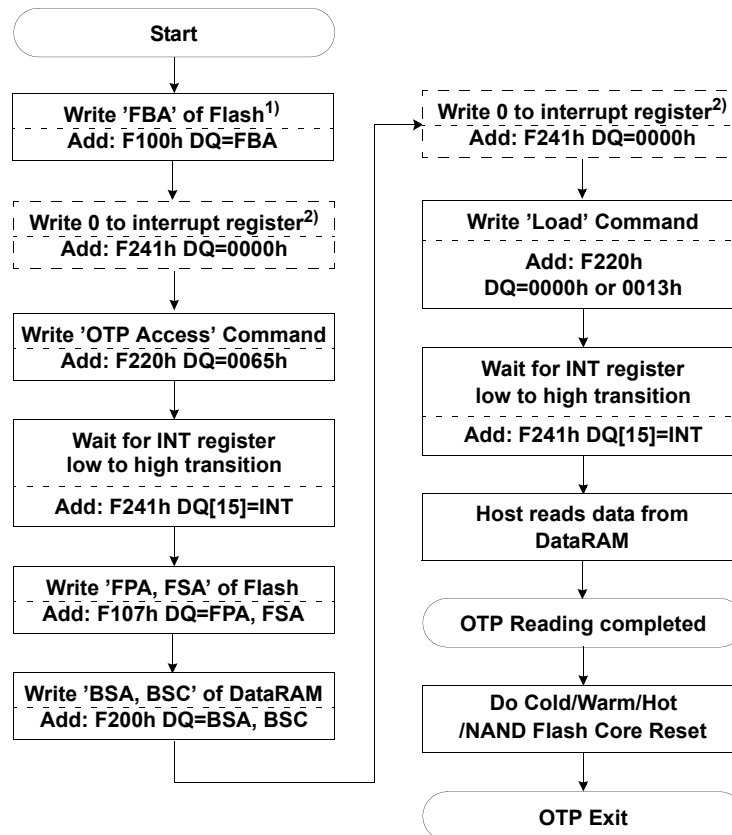 Start
Write ’FBA’ of Flash1)
Add: F100h DQ=FBA
Write 0 to interrupt register2)
Add: F241h DQ=0000h
Write ’OTP Access’ Command
Add: F220h DQ=0065h
Wait for INT register
low to high transition
Add: F241h DQ[15]=INT
Write ’FPA, FSA’ of Flash
Add: F107h DQ=FPA, FSA
Write ’BSA, BSC’ of DataRAM
Add: F200h DQ=BSA, BSC
Write 0 to interrupt register2)
Add: F241h DQ=0000h
Write ’Load’ Command
Add: F220h
DQ=0000h or 0013h
Wait for INT register
low to high transition
Add: F241h DQ[15]=INT
Host reads data from
DataRAM
OTP Reading completed
Do Cold/Warm/Hot
/NAND Flash Core Reset
OTP Exit